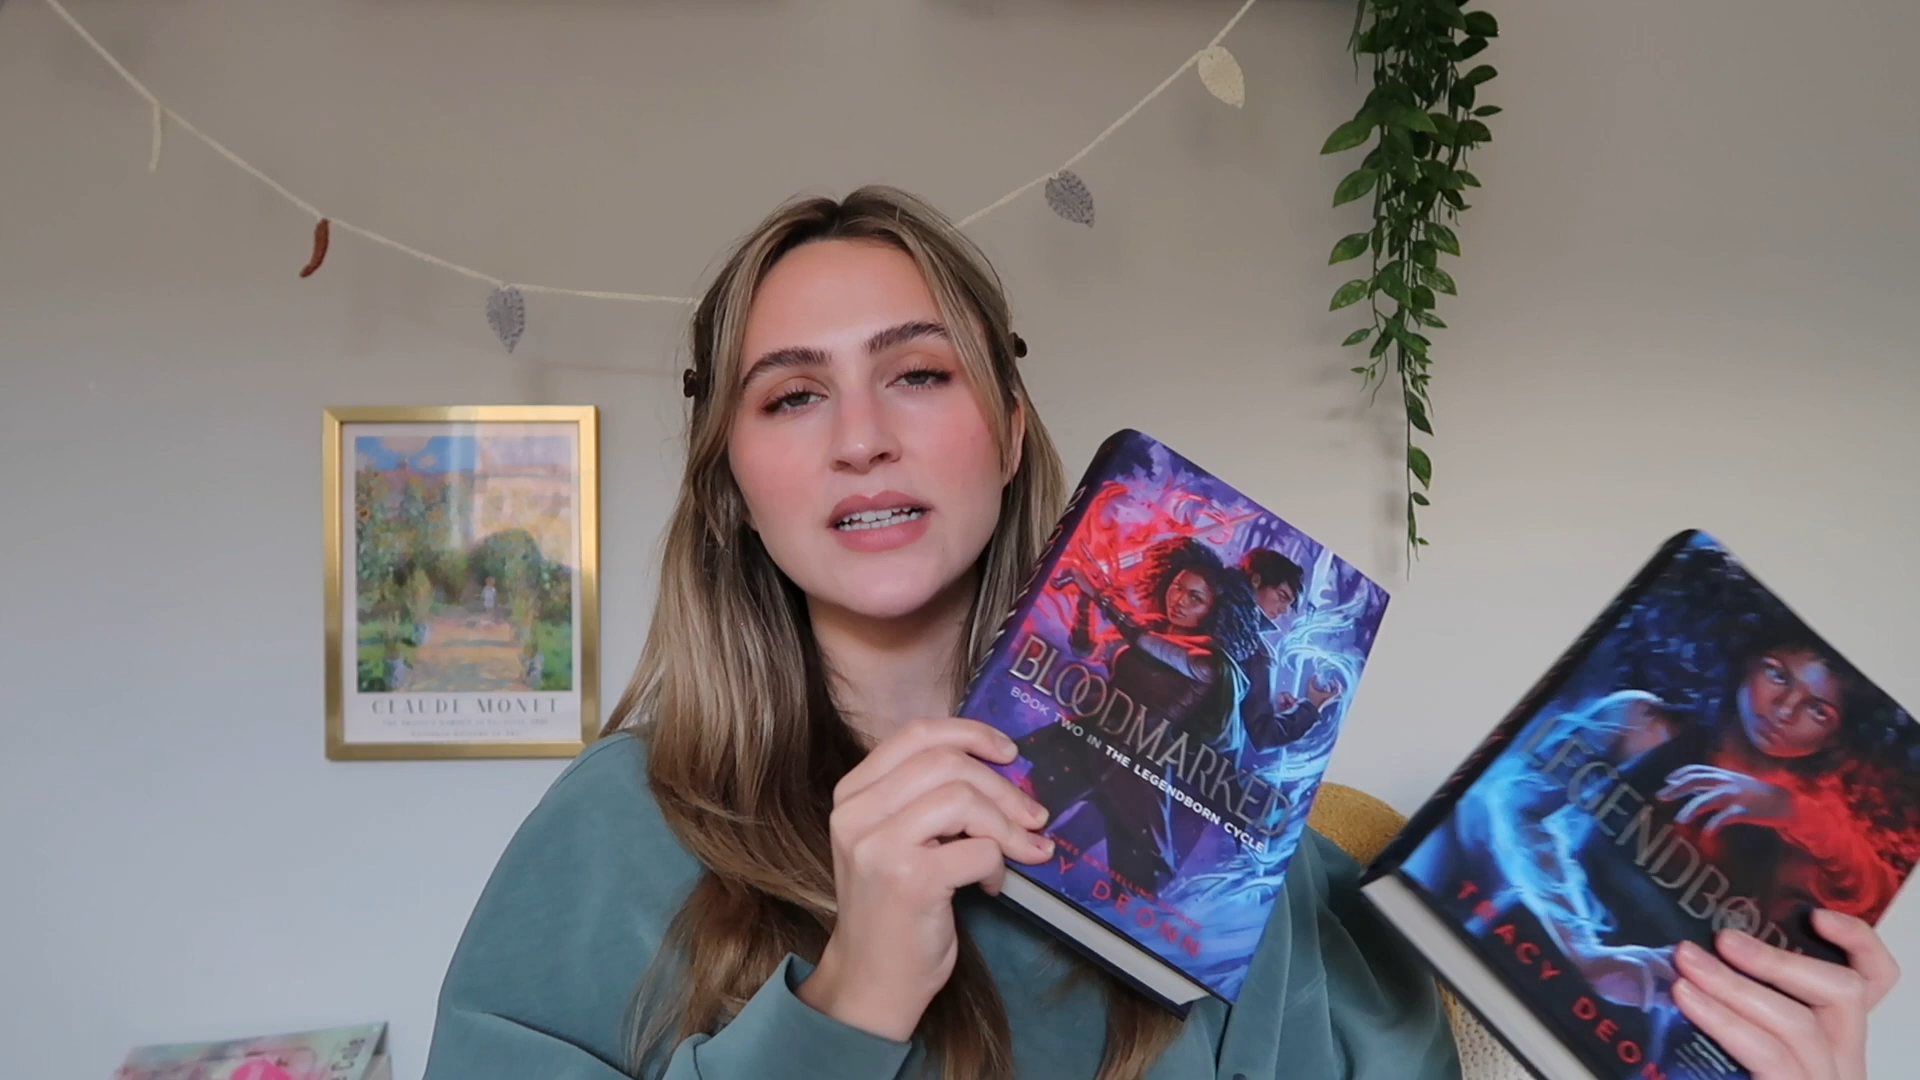 CLAUDE MONET
BLOODMARKED
BOOK TWO IN THE LEGENDBORN CYCLE
Y DEONN
LEGENDBOR
TRACY DEON